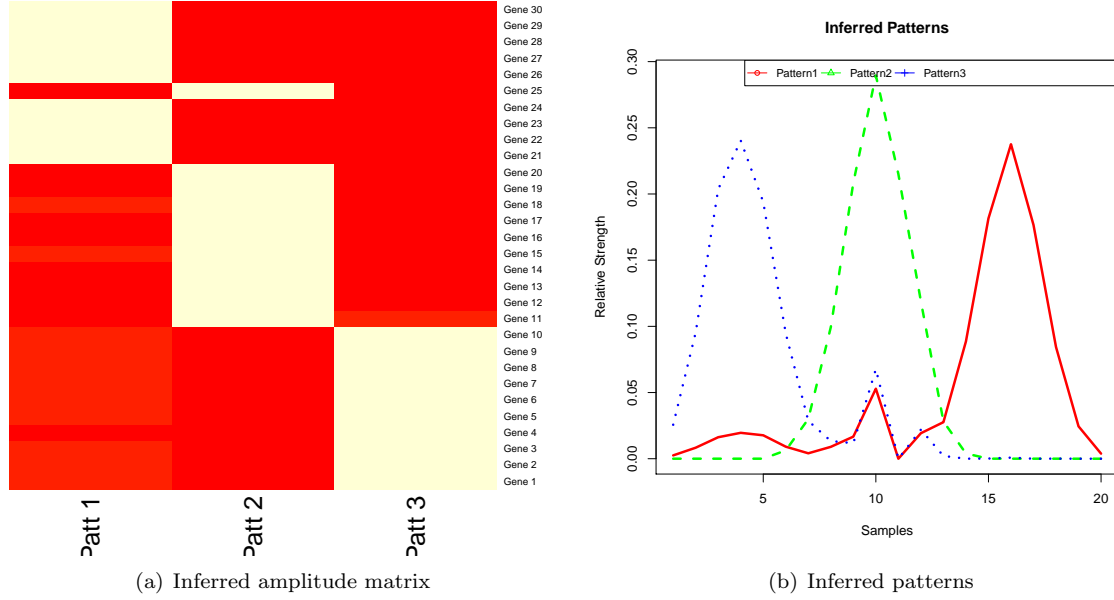 Gene 30
Gene 29
Gene 28
Gene 27
Gene 26
Gene 25
Gene 24
Gene 23
Gene 22
Gene 21
Gene 20
Gene 19
Gene 18
Gene 17
Gene 16
Gene 15
Gene 14
Gene 13
Gene 12
Gene 11
Gene 10
Gene 9
Gene 8
Gene 7
Gene 6
Gene 5
Gene 4
Gene 3
Gene 2
Gene 1
Patt 1
Patt 2
Patt 3
(a) Inferred amplitude matrix
Inferred Patterns
Pattern1 Pattern2 Pattern3
0.30
0.25
0.20
0.15
0.10
0.05
0.00
Relative Strength
5 10 15 20
Samples
(b) Inferred patterns